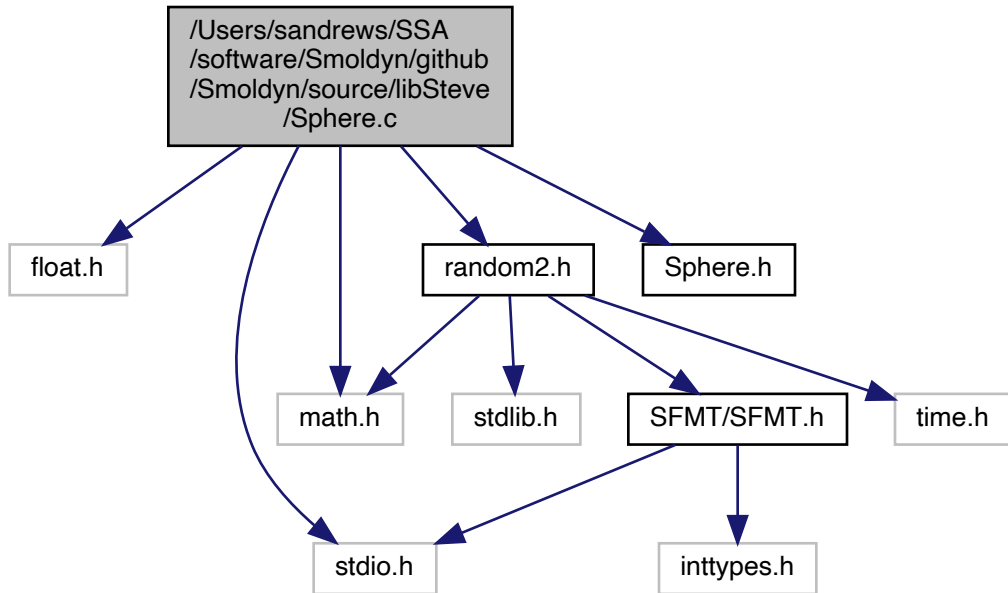 /Users/sandrews/SSA
/software/Smoldyn/github
/Smoldyn/source/libSteve
/Sphere.c
float.h
random2.h
Sphere.h
math.h
stdlib.h
SFMT/SFMT.h
time.h
stdio.h
inttypes.h